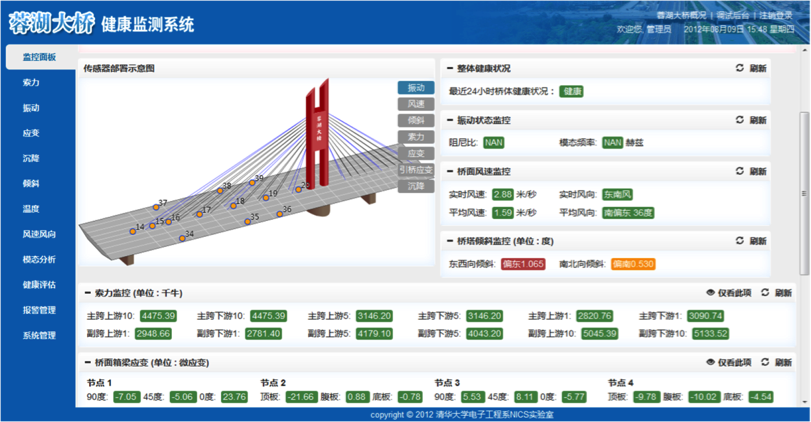 蓉湖大桥 健康监测系统
蓉湖大桥概况 | 调试后台 | 注销登录
欢迎您, 管理员 2012年08月09日 15:48 星期四
监控面板
索力
振动
应变
沉降
倾斜
温度
风速风向
模态分析
健康评估
报警管理
系统管理
传感器部署示意图
振动
风速
倾斜
索力
应变
引桥应变
沉降
蓉湖大桥
37
38
39
20
19
18
17
16
15
14
34
35
36
整体健康状况 刷新
最近24小时桥体健康状况： 健康
振动状态监控 刷新
阻尼比: NAN 模态频率: NAN 赫兹
桥面风速监控 刷新
实时风速: 2.88 米/秒 实时风向: 东南风
平均风速: 1.59 米/秒 平均风向: 南偏东 36度
桥塔倾斜监控 (单位：度) 刷新
东西向倾斜: 偏东1.065 南北向倾斜: 偏南0.530
索力监控 (单位：千牛) 仅看此项 刷新
主跨上游10: 4475.39 主跨下游10: 4475.39 主跨上游5: 3146.20 主跨下游5: 3146.20 主跨上游1: 2820.76 主跨下游1: 3090.74
副跨上游1: 2948.66 副跨下游1: 2781.40 副跨上游5: 4179.10 副跨下游5: 4043.20 副跨上游10: 5045.39 副跨下游10: 5133.52
桥面箱梁应变 (单位：微应变) 仅看此项 刷新
节点 1 节点 2 节点 3 节点 4
90度: -7.05 45度: -5.06 0度: 23.76 顶板: -21.66 腹板: 0.88 底板: -0.78 90度: 5.53 45度: 8.11 0度: -5.77 顶板: -9.78 腹板: -10.02 底板: -4.54
copyright © 2012 清华大学电子工程系NICS实验室